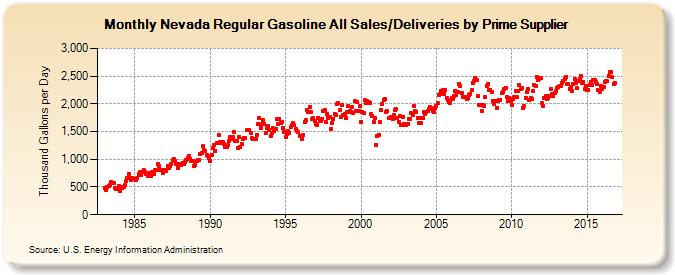 Monthly Nevada Regular Gasoline All Sales/Deliveries by Prime Supplier
Thousand Gallons per Day
3,000
2,500
2,000
1,500
1,000
500
0
1985 1990 1995 2000 2005 2010 2015
Source: U.S. Energy Information Administration